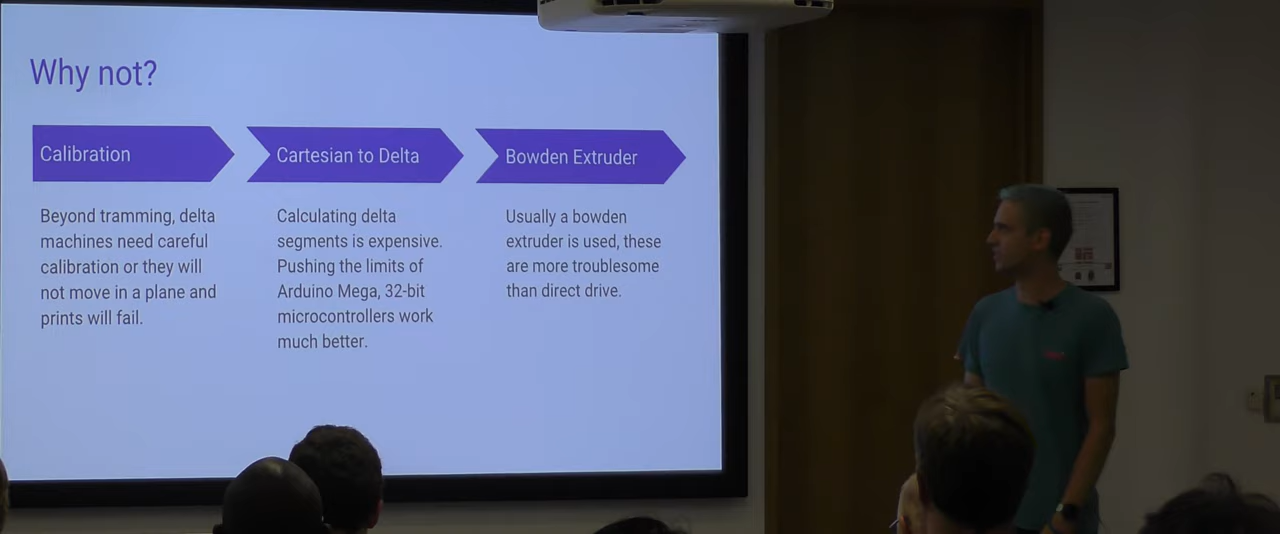 Why not?
Calibration
Beyond tramming, delta
machines need careful
calibration or they will
not move in a plane and
prints will fail.
Cartesian to Delta
Calculating delta
segments is expensive.
Pushing the limits of
Arduino Mega, 32-bit
microcontrollers work
much better.
Bowden Extruder
Usually a bowden
extruder is used, these
are more troublesome
than direct drive.